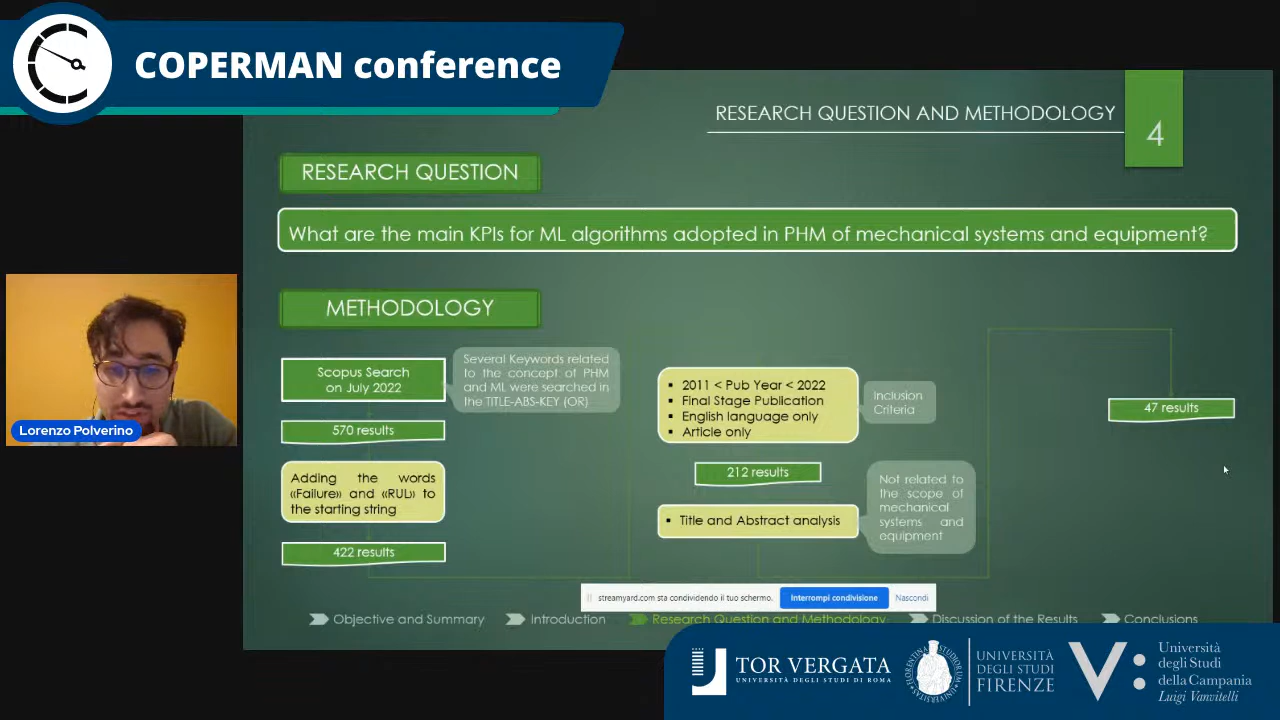 COPERMAN conference
RESEARCH QUESTION AND METHODOLOGY
4
RESEARCH QUESTION
What are the main KPIs for ML algorithms adopted in PHM of mechanical systems and equipment?
METHODOLOGY
Scopus Search
on July 2022
Several Keywords related
to the concept of PHM
and ML were searched in
the TITLE-ABS-KEY (OR)
570 results
Adding the words
«Failure» and «RUL» to
the starting string
422 results
▪ 2011 < Pub Year < 2022
▪ Final Stage Publication
▪ English language only
▪ Article only
Inclusion
Criteria
212 results
▪ Title and Abstract analysis
Not related to
the scope of
mechanical
systems and
equipment
47 results
Lorenzo Polverino
streamyard.com sta condividendo il tuo schermo.
Interrompi condivisione
Nascondi
Objective and Summary
Introduction
Research Question and Methodology
Discussion of the Results
Conclusions
TOR VERGATA
UNIVERSITÀ DEGLI STUDI DI ROMA
UNIVERSITÀ
DEGLI STUDI
FIRENZE
Università
degli Studi
della Campania
Luigi Vanvitelli